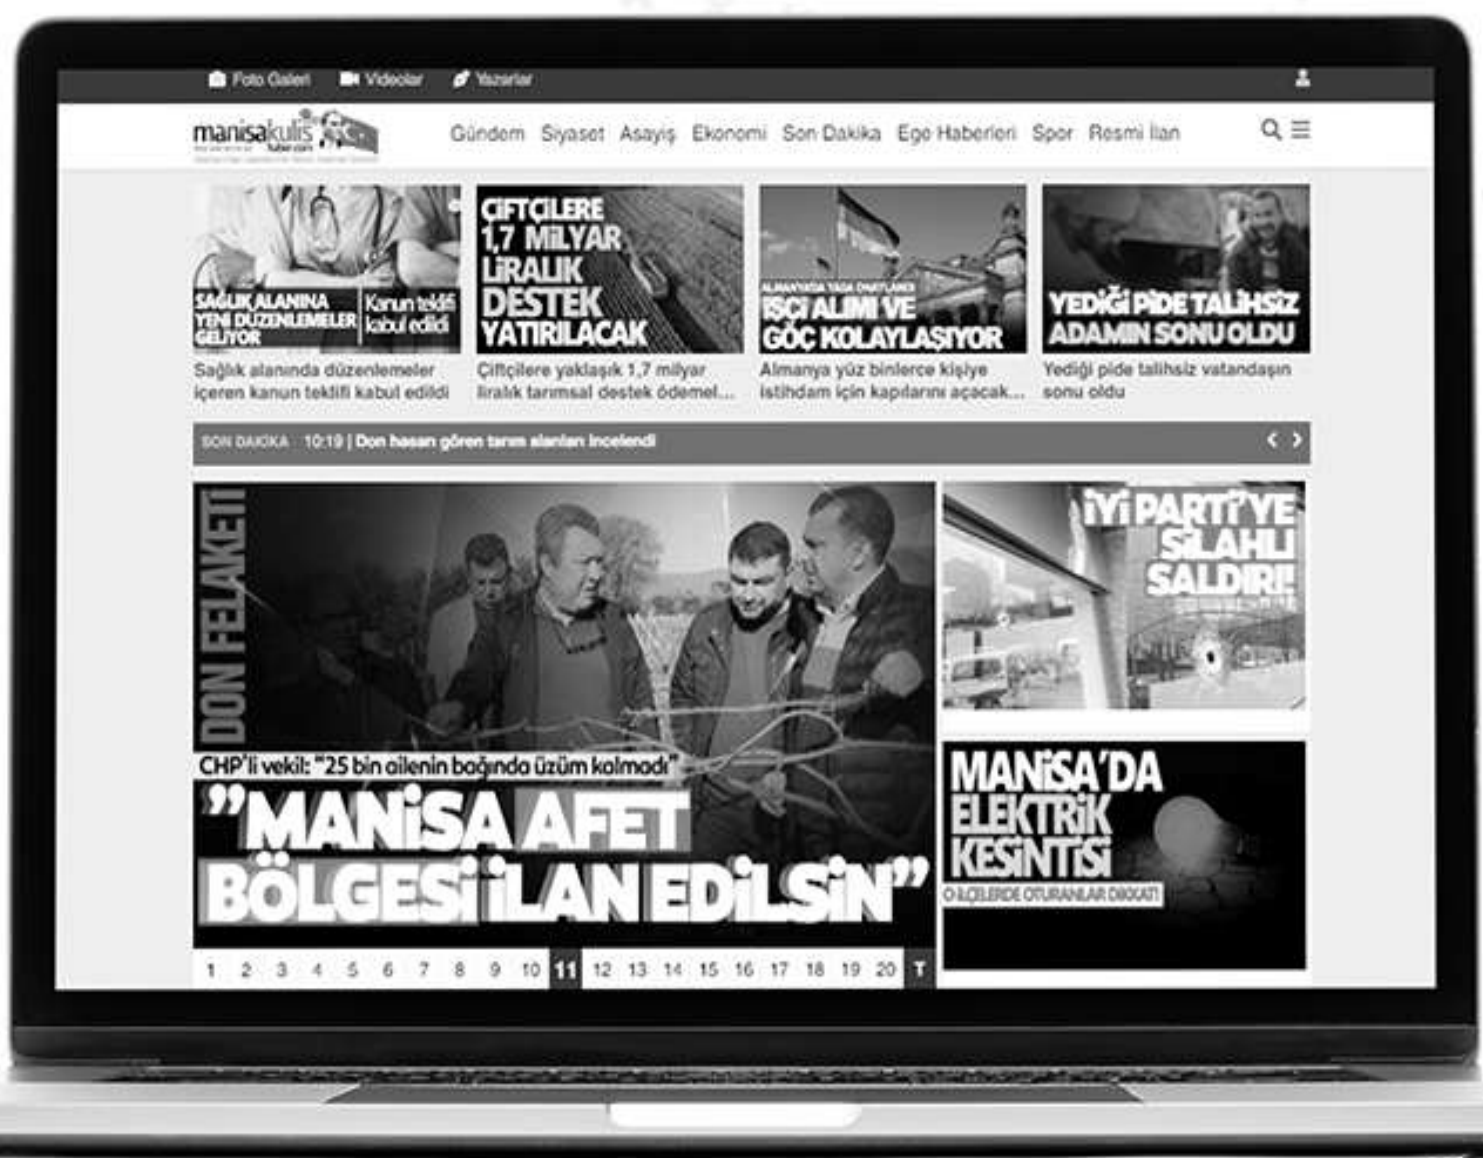 Foto Galeri Videolar Yazarlar
manisakulis
haber.com
Gündem Siyaset Asayiş Ekonomi Son Dakika Ege Haberleri Spor Resmi İlan
SAĞLIK ALANINA
YENİ DÜZENLEMELER
GELİYOR
Kanun teklifi
kabul edildi
Sağlık alanında düzenlemeler
içeren kanun teklifi kabul edildi
ÇİFTÇİLERE
1,7 MİLYAR
LİRALIK
DESTEK
YATIRILACAK
Çiftçilere yaklaşık 1,7 milyar
liralık tarımsal destek ödemel...
ALMANYA'DA YASA ONAYLANDI
İŞÇİ ALIMI VE
GÖÇ KOLAYLAŞIYOR
Almanya yüz binlerce kişiye
istihdam için kapılarını açacak...
YEDİĞİ PİDE TALİHSİZ
ADAMIN SONU OLDU
Yediği pide talihsiz vatandaşın
sonu oldu
SON DAKİKA 10:19 | Don hasarı gören tarım alanları incelendi
DON FELAKETİ
CHP'li vekil: "25 bin ailenin bağında üzüm kalmadı"
"MANİSA AFET
BÖLGESİ İLAN EDİLSİN"
1 2 3 4 5 6 7 8 9 10 11 12 13 14 15 16 17 18 19 20 T
İYİ PARTİ'YE
SİLAHLI
SALDIRI!
MANİSA'DA
ELEKTRİK
KESİNTİSİ
O İLÇELERDE OTURANLAR DİKKAT!